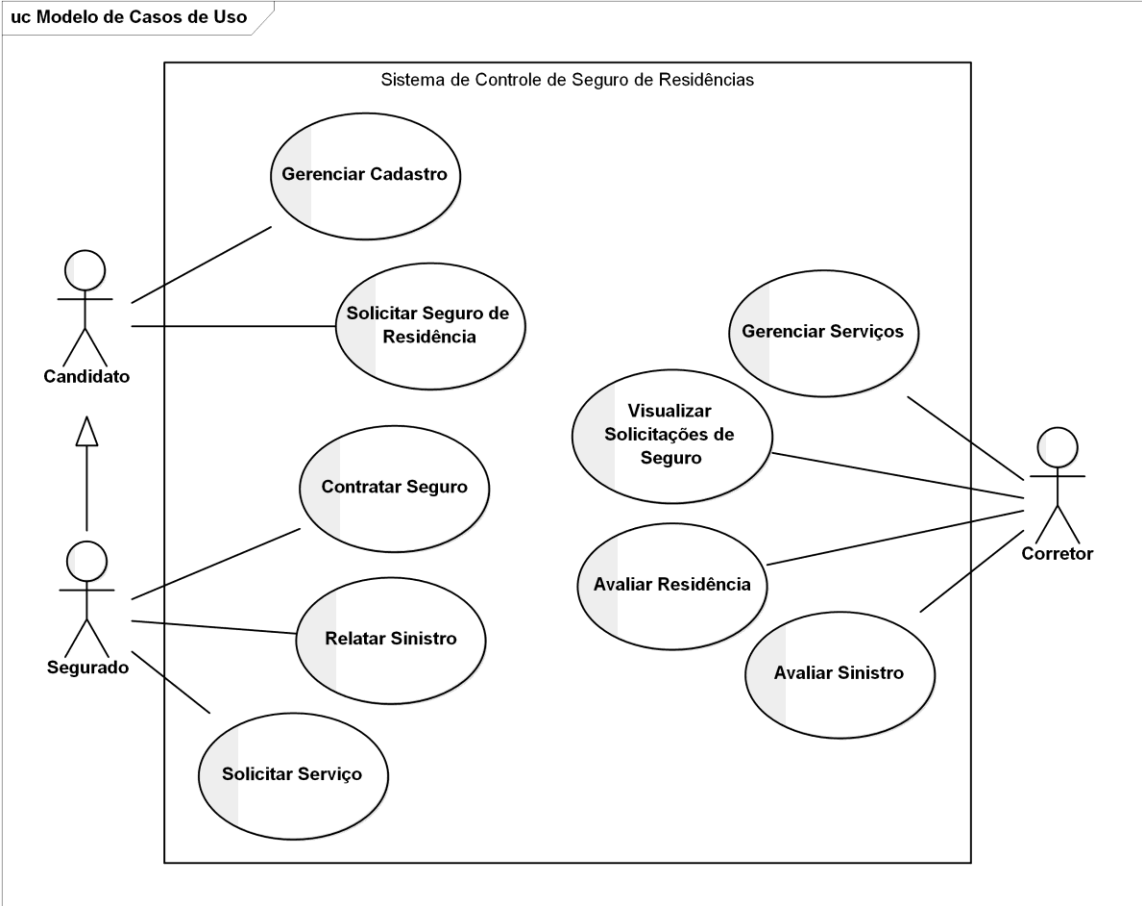 uc Modelo de Casos de Uso
Sistema de Controle de Seguro de Residências
Gerenciar Cadastro
Solicitar Seguro de
Residência
Candidato
Gerenciar Serviços
Visualizar
Solicitações de
Seguro
Contratar Seguro
Corretor
Avaliar Residência
Relatar Sinistro
Segurado
Avaliar Sinistro
Solicitar Serviço